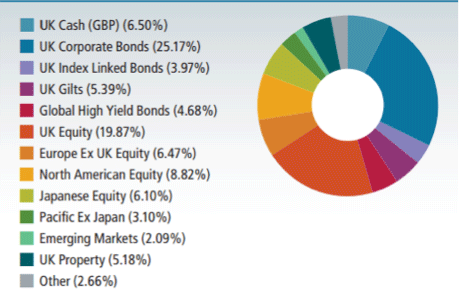 UK Cash (GBP) (6.50%)
UK Corporate Bonds (25.17%)
UK Index Linked Bonds (3.97%)
UK Gilts (5.39%)
Global High Yield Bonds (4.68%)
UK Equity (19.87%)
Europe Ex UK Equity (6.47%)
North American Equity (8.82%)
Japanese Equity (6.10%)
Pacific Ex Japan (3.10%)
Emerging Markets (2.09%)
UK Property (5.18%)
Other (2.66%)